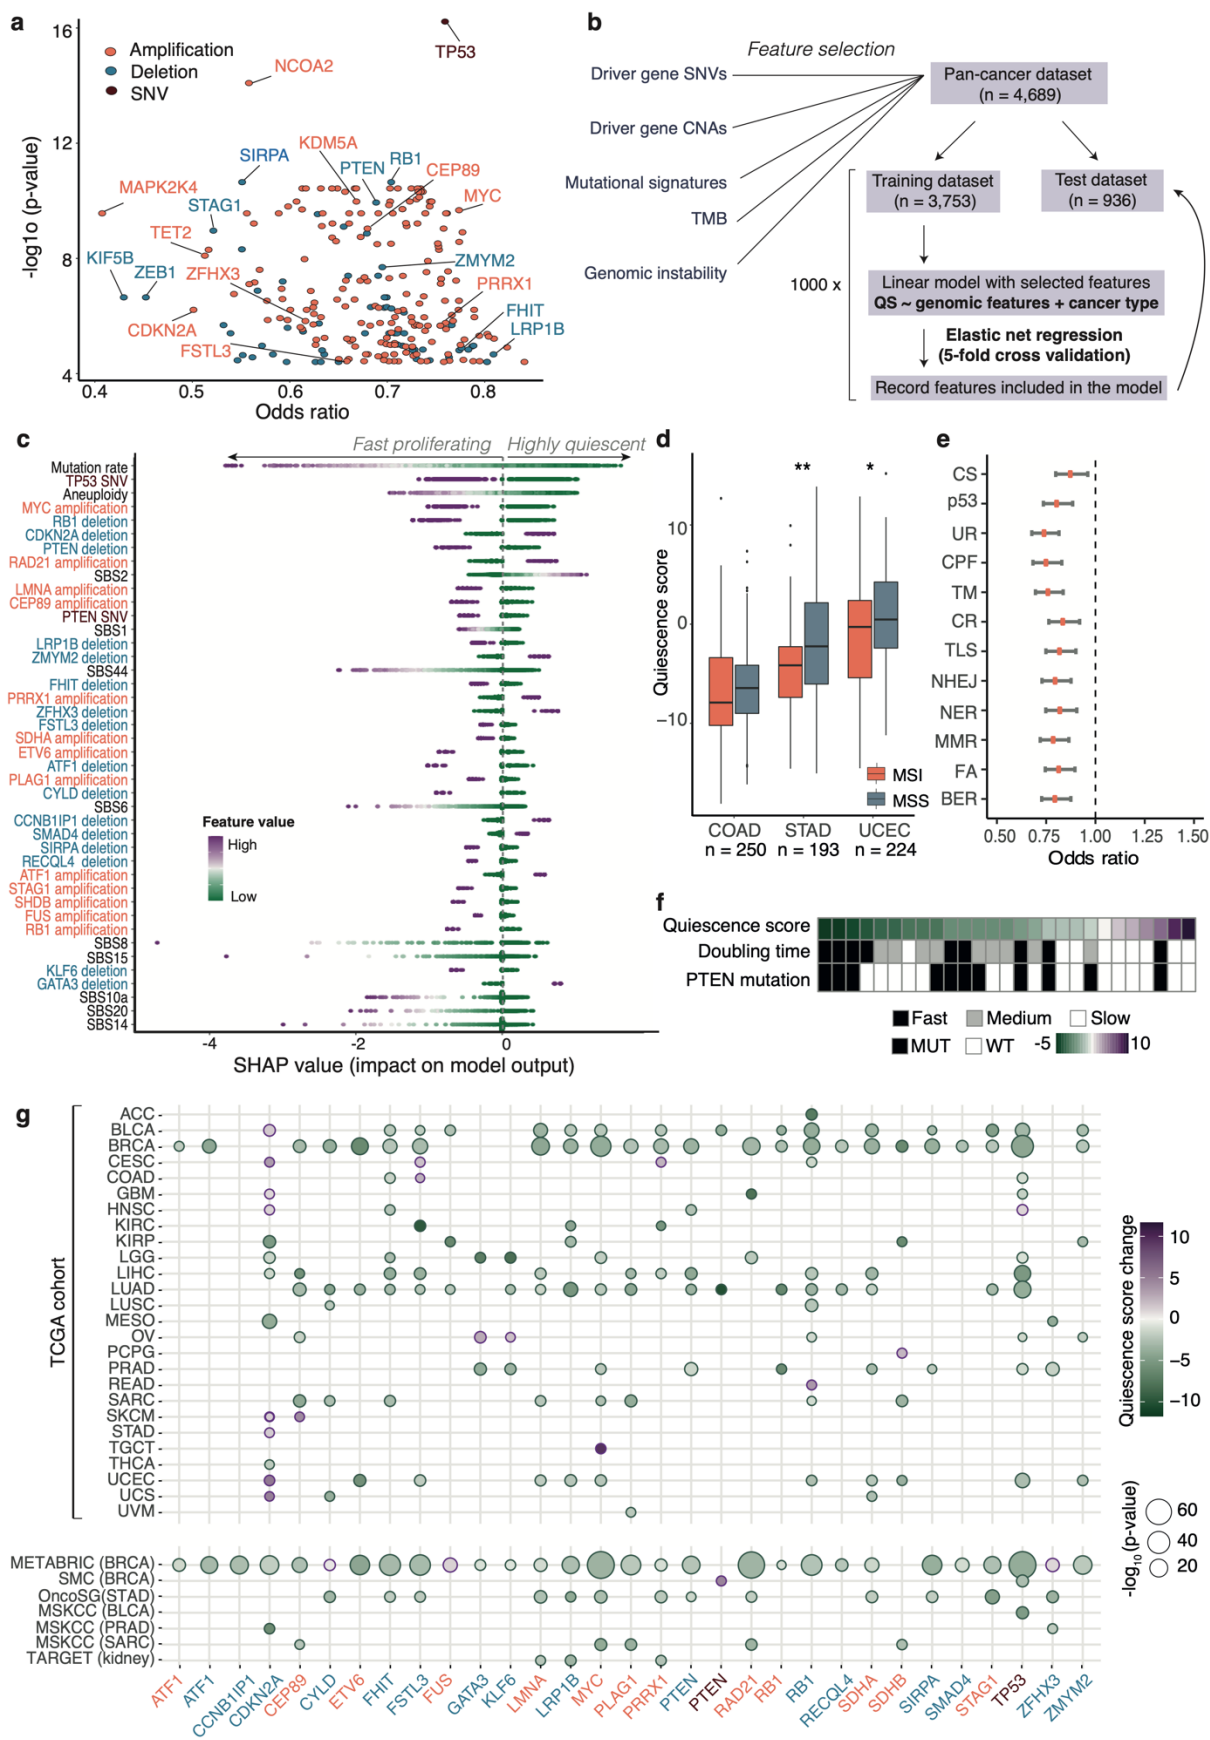 a
16
12
8
4
-log10 (p-value)
Amplification
Deletion
SNV
TP53
NCOA2
KDM5A
SIRPA
PTEN
RB1
CEP89
MAPK2K4
STAG1
MYC
TET2
KIF5B
ZEB1
ZFHX3
ZMYM2
PRRX1
CDKN2A
FHIT
LRP1B
FSTL3
0.4 0.5 0.6 0.7 0.8
Odds ratio
b
Feature selection
Driver gene SNVs
Driver gene CNAs
Mutational signatures
TMB
Genomic instability
Pan-cancer dataset
(n = 4,689)
Training dataset
(n = 3,753)
Test dataset
(n = 936)
1000 x
Linear model with selected features
QS ~ genomic features + cancer type
Elastic net regression
(5-fold cross validation)
Record features included in the model
c
Fast proliferating
Highly quiescent
Mutation rate
TP53 SNV
Aneuploidy
MYC amplification
RB1 deletion
CDKN2A deletion
PTEN deletion
RAD21 amplification
SBS2
LMNA amplification
CEP89 amplification
PTEN SNV
SBS1
LRP1B deletion
ZMYM2 deletion
SBS44
FHIT deletion
PRRX1 amplification
ZFHX3 deletion
FSTL3 deletion
SDHA amplification
ETV6 amplification
ATF1 deletion
PLAG1 amplification
CYLD deletion
SBS6
CCNB1IP1 deletion
SMAD4 deletion
SIRPA deletion
RECQL4 deletion
ATF1 amplification
STAG1 amplification
SHDB amplification
FUS amplification
RB1 amplification
SBS8
SBS15
KLF6 deletion
GATA3 deletion
SBS10a
SBS20
SBS14
Feature value
High
Low
-4 -2 0
SHAP value (impact on model output)
d
** *
Quiescence score
10
0
−10
MSI
MSS
COAD STAD UCEC
n = 250 n = 193 n = 224
e
CS
p53
UR
CPF
TM
CR
TLS
NHEJ
NER
MMR
FA
BER
0.50 0.75 1.00 1.25 1.50
Odds ratio
f
Quiescence score
Doubling time
PTEN mutation
Fast Medium Slow
MUT WT -5 10
g
TCGA cohort
ACC
BLCA
BRCA
CESC
COAD
GBM
HNSC
KIRC
KIRP
LGG
LIHC
LUAD
LUSC
MESO
OV
PCPG
PRAD
READ
SARC
SKCM
STAD
TGCT
THCA
UCEC
UCS
UVM
METABRIC (BRCA)
SMC (BRCA)
OncoSG(STAD)
MSKCC (BLCA)
MSKCC (PRAD)
MSKCC (SARC)
TARGET (kidney)
ATF1
ATF1
CCNB1IP1
CDKN2A
CEP89
CYLD
ETV6
FHIT
FSTL3
FUS
GATA3
KLF6
LMNA
LRP1B
MYC
PLAG1
PRRX1
PTEN
PTEN
RAD21
RB1
RB1
RECQL4
SDHA
SDHB
SIRPA
SMAD4
STAG1
TP53
ZFHX3
ZMYM2
Quiescence score change
10
5
0
−5
−10
-log10 (p-value)
60
40
20